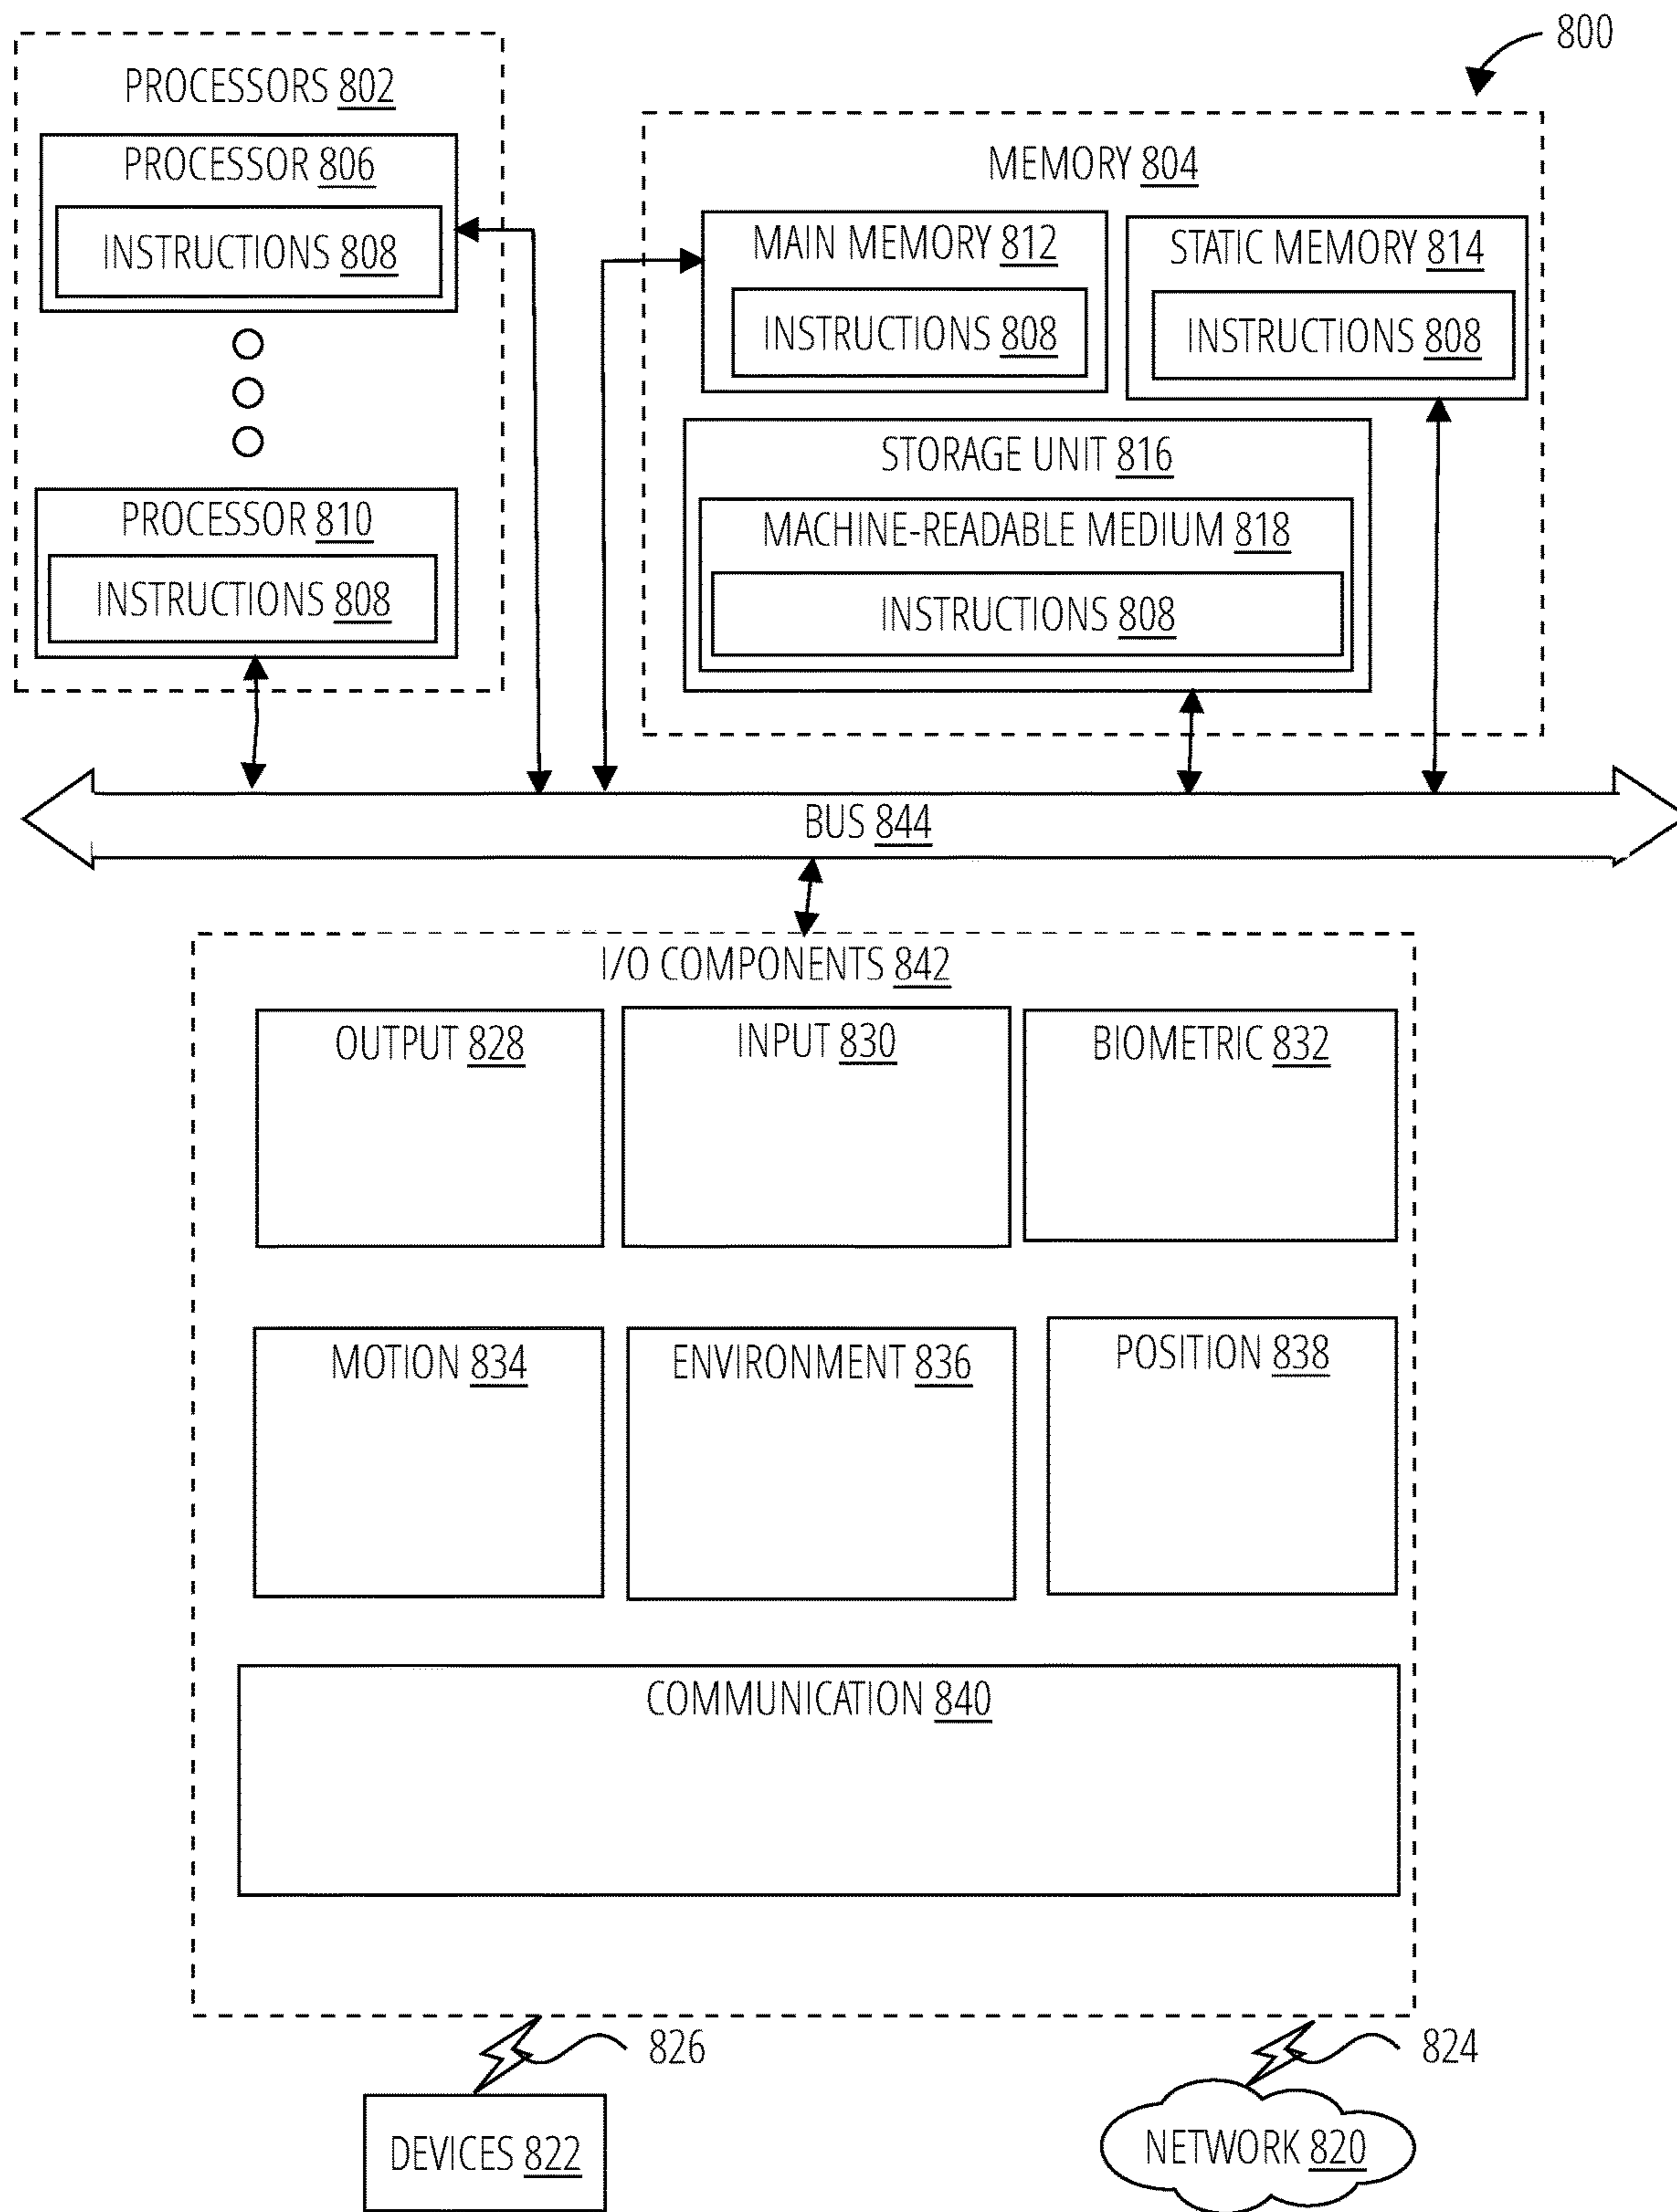 800
PROCESSORS 802
PROCESSOR 806
INSTRUCTIONS 808
PROCESSOR 810
INSTRUCTIONS 808
MEMORY 804
MAIN MEMORY 812
INSTRUCTIONS 808
STATIC MEMORY 814
INSTRUCTIONS 808
STORAGE UNIT 816
MACHINE-READABLE MEDIUM 818
INSTRUCTIONS 808
BUS 844
I/O COMPONENTS 842
OUTPUT 828
INPUT 830
BIOMETRIC 832
MOTION 834
ENVIRONMENT 836
POSITION 838
COMMUNICATION 840
826
824
DEVICES 822
NETWORK 820